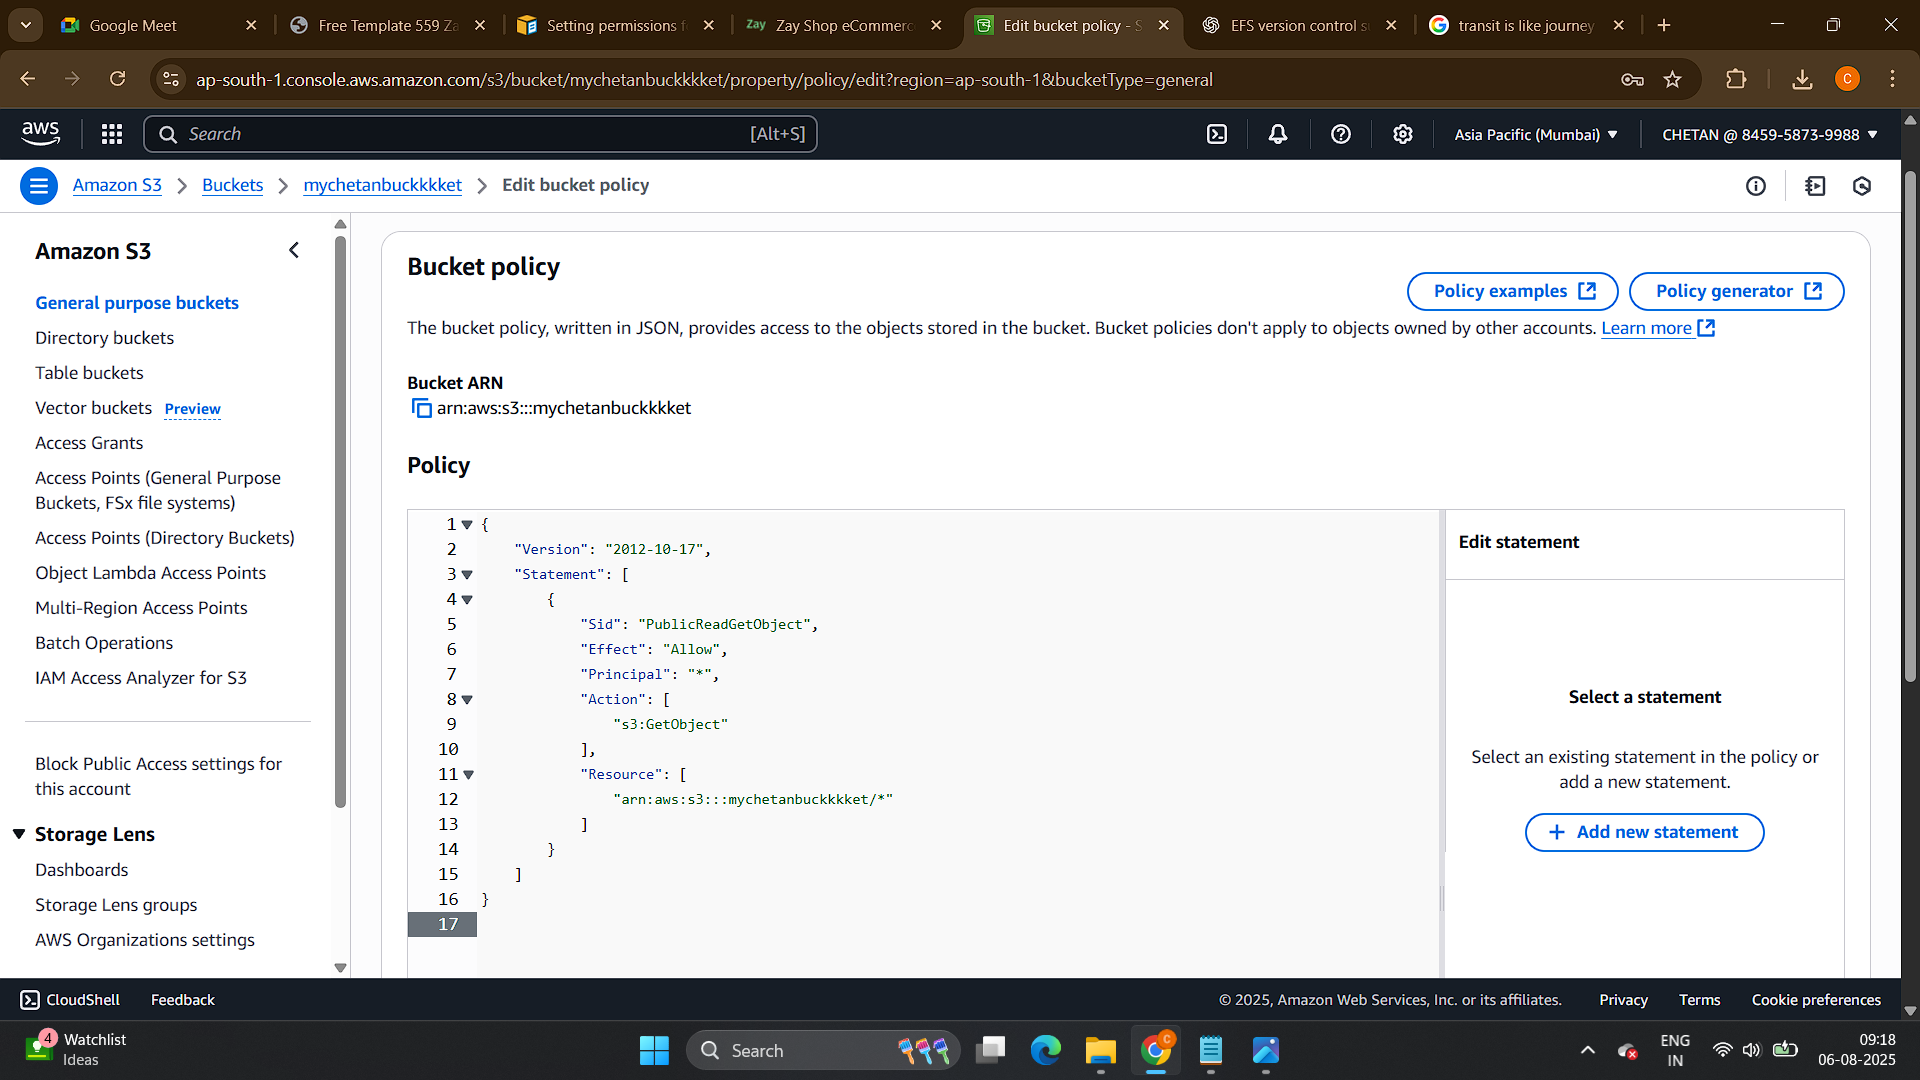 Google Meet
Free Template 559 Za
Setting permissions f
Zay Zay Shop eCommerc
Edit bucket policy - S
EFS version control s
transit is like journey
ap-south-1.console.aws.amazon.com/s3/bucket/mychetanbuckkkket/property/policy/edit?region=ap-south-1&bucketType=general
C
aws
Search
[Alt+S]
Asia Pacific (Mumbai)
CHETAN @ 8459-5873-9988
Amazon S3 > Buckets > mychetanbuckkkket > Edit bucket policy
Amazon S3
General purpose buckets
Directory buckets
Table buckets
Vector buckets Preview
Access Grants
Access Points (General Purpose
Buckets, FSx file systems)
Access Points (Directory Buckets)
Object Lambda Access Points
Multi-Region Access Points
Batch Operations
IAM Access Analyzer for S3
Block Public Access settings for
this account
Storage Lens
Dashboards
Storage Lens groups
AWS Organizations settings
Bucket policy
Policy examples
Policy generator
The bucket policy, written in JSON, provides access to the objects stored in the bucket. Bucket policies don't apply to objects owned by other accounts. Learn more
Bucket ARN
arn:aws:s3:::mychetanbuckkkket
Policy
1 {
2 "Version": "2012-10-17",
3 "Statement": [
4 {
5 "Sid": "PublicReadGetObject",
6 "Effect": "Allow",
7 "Principal": "*",
8 "Action": [
9 "s3:GetObject"
10 ],
11 "Resource": [
12 "arn:aws:s3:::mychetanbuckkkket/*"
13 ]
14 }
15 ]
16 }
17
Edit statement
Select a statement
Select an existing statement in the policy or
add a new statement.
+ Add new statement
CloudShell
Feedback
© 2025, Amazon Web Services, Inc. or its affiliates.
Privacy
Terms
Cookie preferences
4
Watchlist
Ideas
Search
C
ENG
IN
09:18
06-08-2025